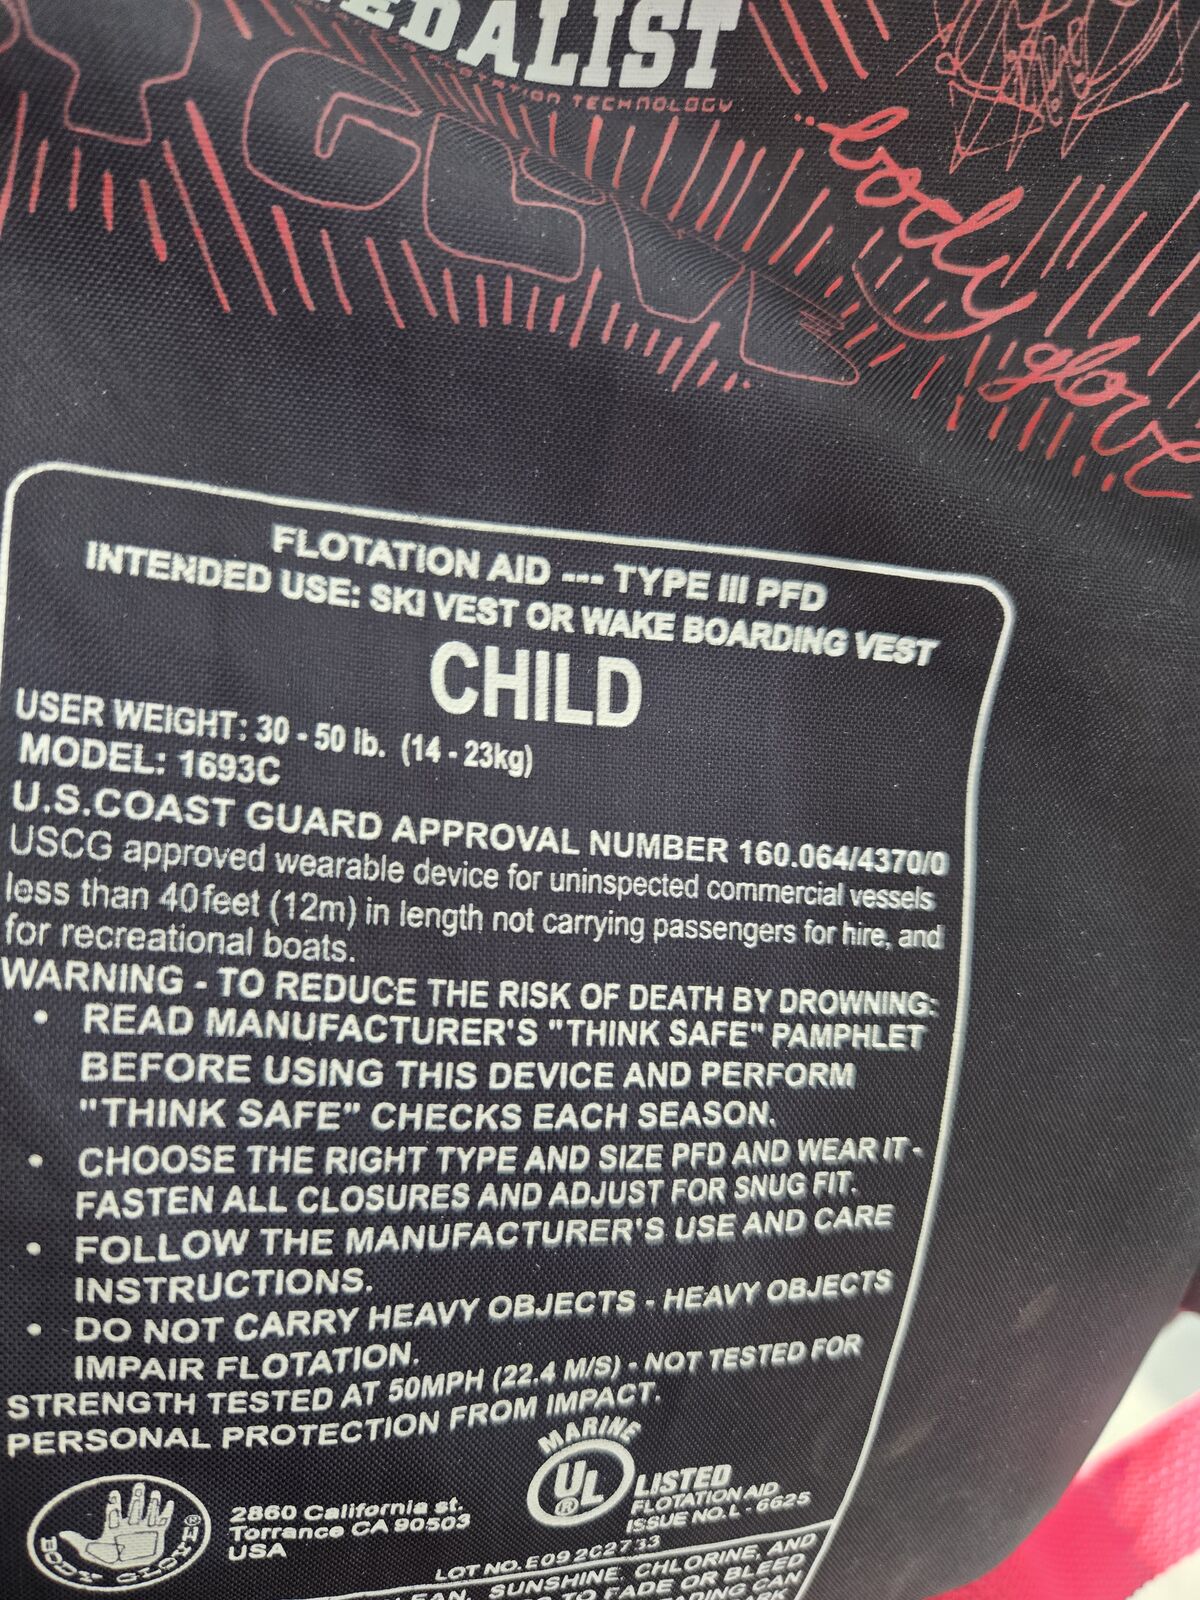 MEDALIST
TECHNOLOGY
body
glove
FLOTATION AID --- TYPE III PFD
INTENDED USE: SKI VEST OR WAKE BOARDING VEST
CHILD
USER WEIGHT: 30 - 50 lb. (14 - 23kg)
MODEL: 1693C
U.S.COAST GUARD APPROVAL NUMBER 160.064/4370/0
USCG approved wearable device for uninspected commercial vessels
less than 40feet (12m) in length not carrying passengers for hire, and
for recreational boats.
WARNING - TO REDUCE THE RISK OF DEATH BY DROWNING:
• READ MANUFACTURER'S "THINK SAFE" PAMPHLET
BEFORE USING THIS DEVICE AND PERFORM
"THINK SAFE" CHECKS EACH SEASON.
• CHOOSE THE RIGHT TYPE AND SIZE PFD AND WEAR IT -
FASTEN ALL CLOSURES AND ADJUST FOR SNUG FIT.
• FOLLOW THE MANUFACTURER'S USE AND CARE
INSTRUCTIONS.
• DO NOT CARRY HEAVY OBJECTS - HEAVY OBJECTS
IMPAIR FLOTATION.
STRENGTH TESTED AT 50MPH (22.4 M/S) - NOT TESTED FOR
PERSONAL PROTECTION FROM IMPACT.
BODY GLOVE ®
2860 California st.
Torrance CA 90503
USA
MARINE
UL ®
LISTED
FLOTATION AID
ISSUE NO. L - 6625
LOT NO. E09 2C2733
SUNSHINE, CHLORINE, AND
TO FADE OR BLEED
CAN